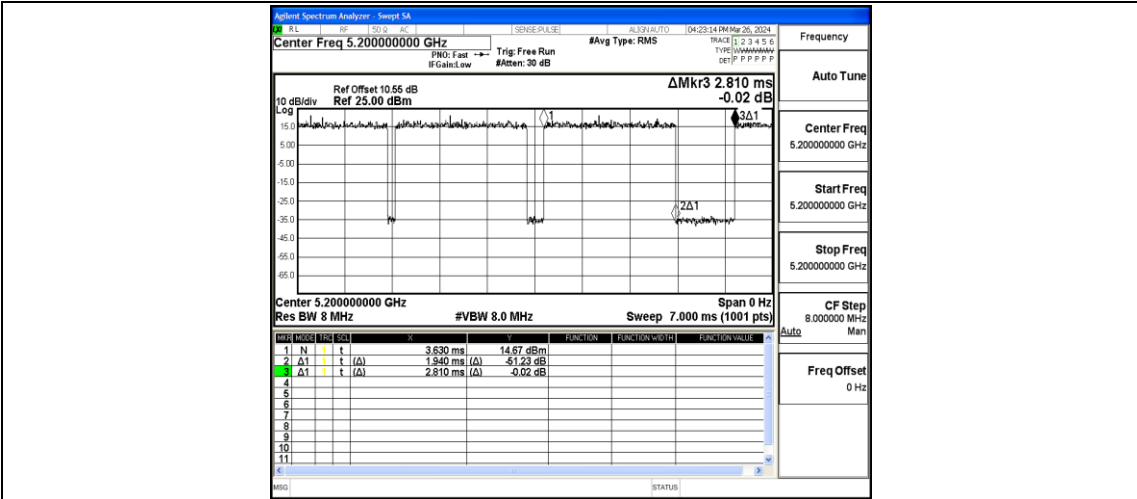 Agilent Spectrum Analyzer - Swept SA
RL RF 50 Ω AC SENSE:PULSE ALIGN AUTO 04:23:14 PM Mar 26, 2024
Center Freq 5.200000000 GHz #Avg Type: RMS TRACE 1 2 3 4 5 6
PNO: Fast Trig: Free Run TYPE
IFGain:Low #Atten: 30 dB DET P P P P P P
Frequency
Auto Tune
Center Freq
5.200000000 GHz
Start Freq
5.200000000 GHz
Stop Freq
5.200000000 GHz
CF Step
8.000000 MHz
Auto Man
Freq Offset
0 Hz
ΔMkr3 2.810 ms
-0.02 dB
Ref Offset 10.55 dB
10 dB/div Ref 25.00 dBm
Log
1
3Δ1
2Δ1
15.0
5.00
-5.00
-15.0
-25.0
-35.0
-45.0
-55.0
-65.0
Center 5.200000000 GHz Span 0 Hz
Res BW 8 MHz #VBW 8.0 MHz Sweep 7.000 ms (1001 pts)
MKR MODE TRC SCL X Y FUNCTION FUNCTION WIDTH FUNCTION VALUE
1 N 1 t 3.630 ms 14.67 dBm
2 Δ1 1 t (Δ) 1.940 ms (Δ) -51.23 dB
3 Δ1 1 t (Δ) 2.810 ms (Δ) -0.02 dB
4
5
6
7
8
9
10
11
MSG STATUS